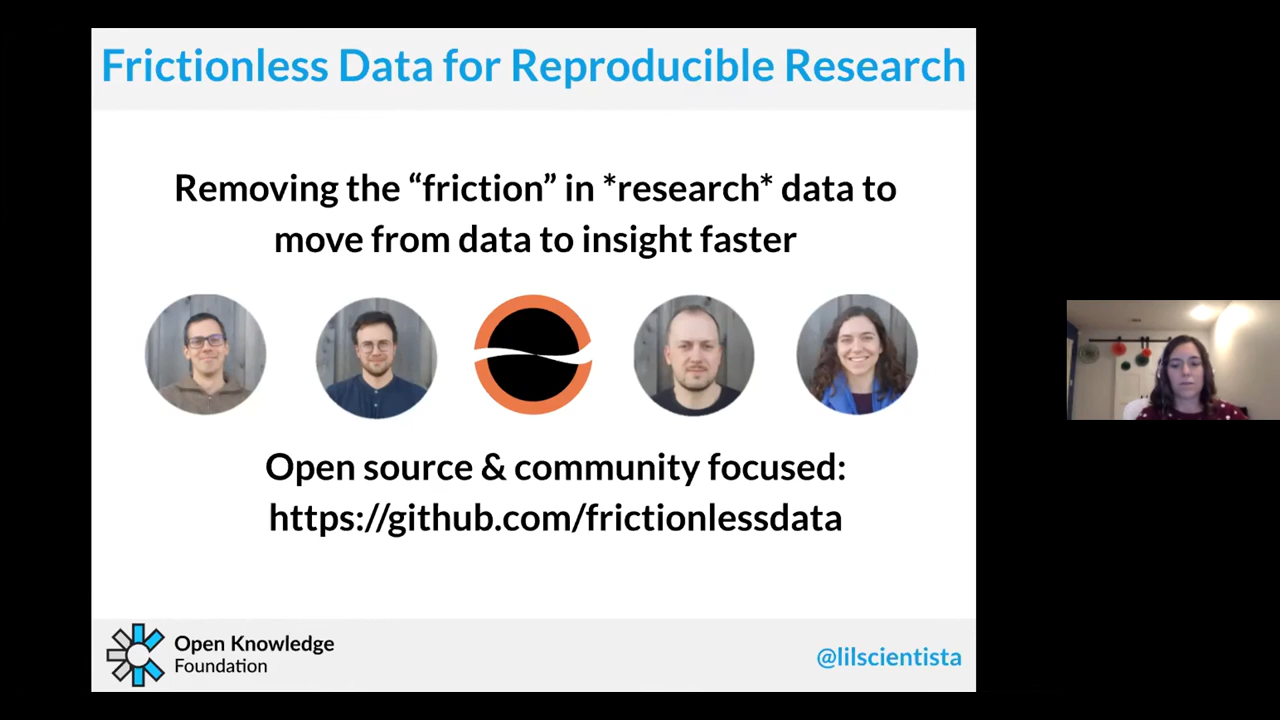 Frictionless Data for Reproducible Research
Removing the “friction” in *research* data to
move from data to insight faster
Open source & community focused:
https://github.com/frictionlessdata
Open Knowledge
Foundation
@lilscientista